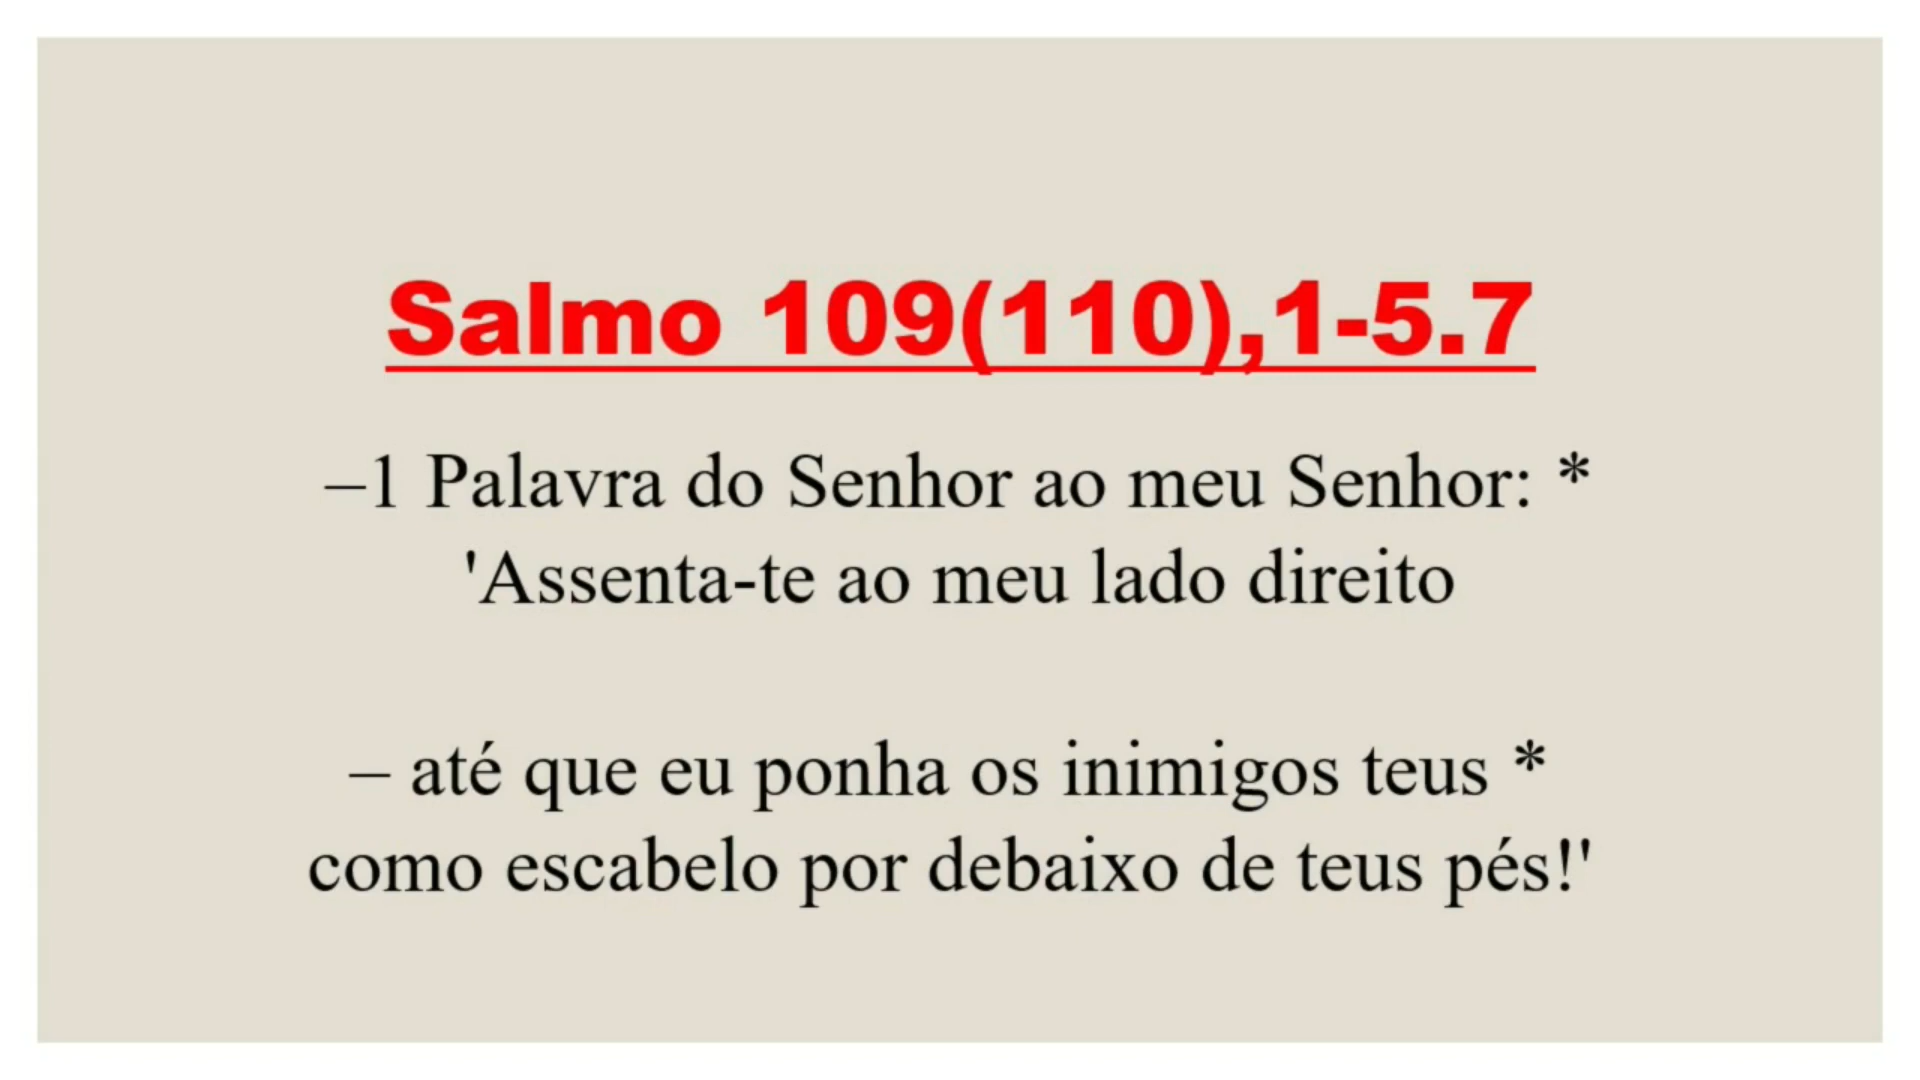 Salmo 109(110),1-5.7
–1 Palavra do Senhor ao meu Senhor: *
'Assenta-te ao meu lado direito
– até que eu ponha os inimigos teus *
como escabelo por debaixo de teus pés!'